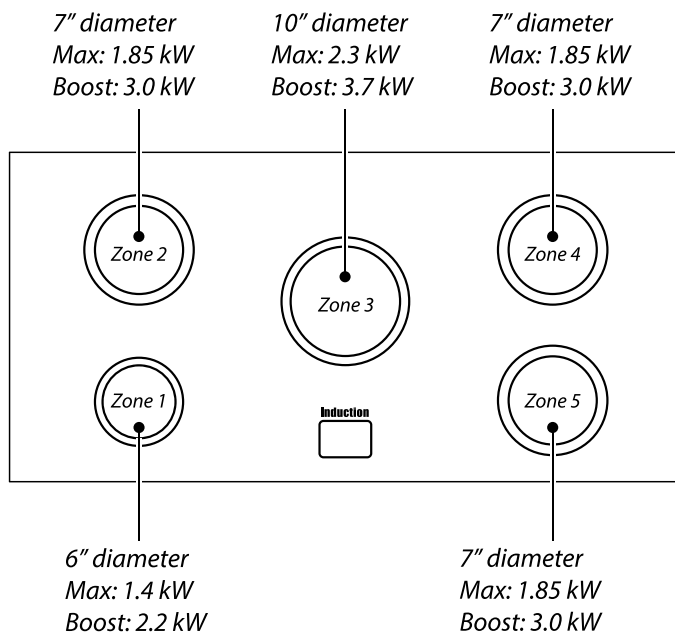 7” diameter
Max: 1.85 kW
Boost: 3.0 kW
10” diameter
Max: 2.3 kW
Boost: 3.7 kW
7” diameter
Max: 1.85 kW
Boost: 3.0 kW
Zone 2
Zone 3
Zone 4
Zone 1
Induction
Zone 5
6” diameter
Max: 1.4 kW
Boost: 2.2 kW
7” diameter
Max: 1.85 kW
Boost: 3.0 kW